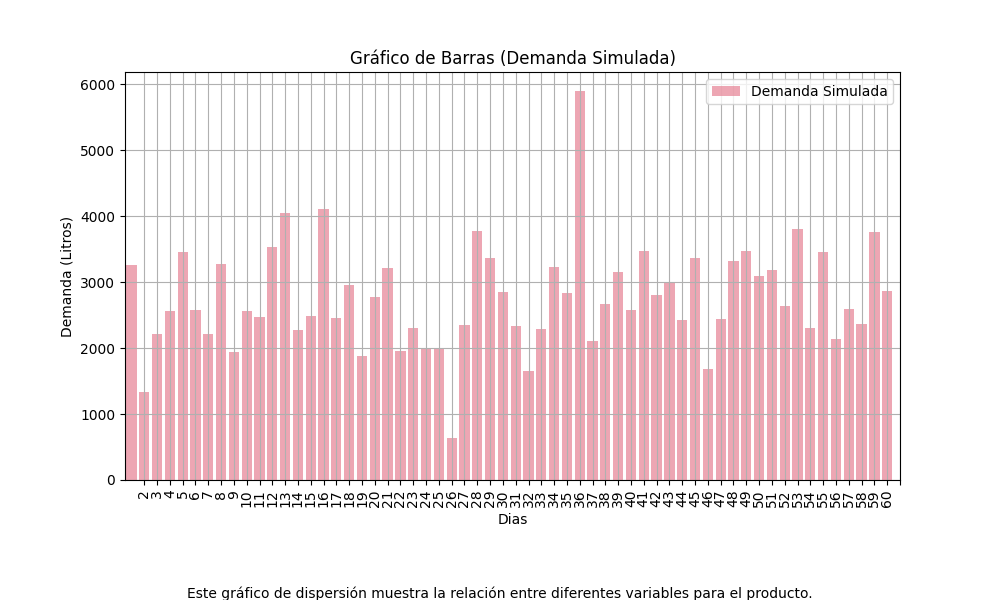 Gráfico de Barras (Demanda Simulada)
Demanda Simulada
6000
5000
4000
3000
2000
1000
0
Demanda (Litros)
2 3 4 5 6 7 8 9 10 11 12 13 14 15 16 17 18 19 20 21 22 23 24 25 26 27 28 29 30 31 32 33 34 35 36 37 38 39 40 41 42 43 44 45 46 47 48 49 50 51 52 53 54 55 56 57 58 59 60
Dias
Este gráfico de dispersión muestra la relación entre diferentes variables para el producto.